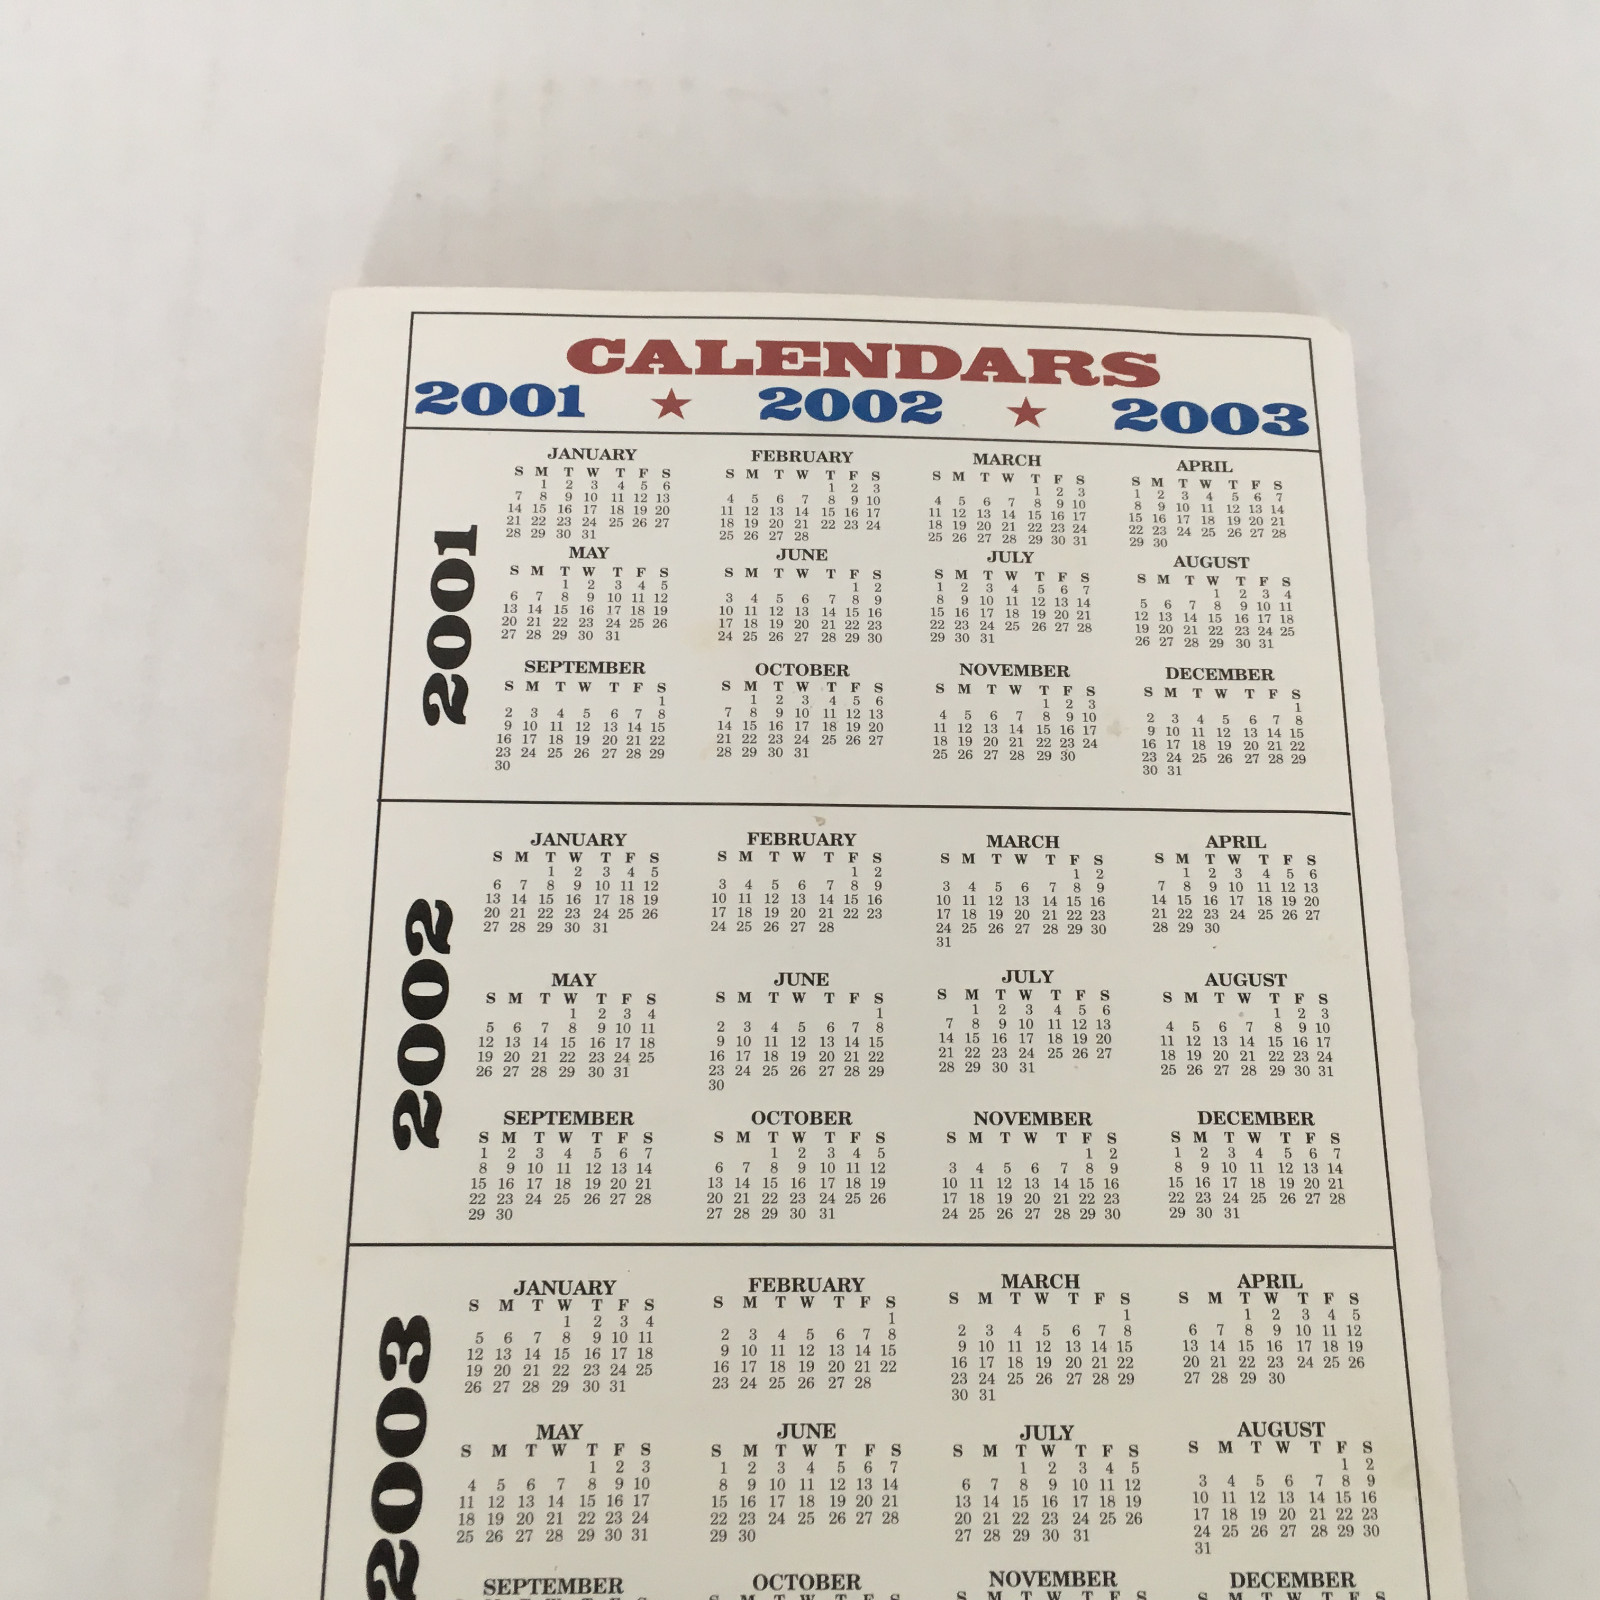 CALENDARS
2001 ★ 2002 ★ 2003
2001
JANUARY
S M T W T F S
1 2 3 4 5 6
7 8 9 10 11 12 13
14 15 16 17 18 19 20
21 22 23 24 25 26 27
28 29 30 31
FEBRUARY
S M T W T F S
1 2 3
4 5 6 7 8 9 10
11 12 13 14 15 16 17
18 19 20 21 22 23 24
25 26 27 28
MARCH
S M T W T F S
1 2 3
4 5 6 7 8 9 10
11 12 13 14 15 16 17
18 19 20 21 22 23 24
25 26 27 28 29 30 31
APRIL
S M T W T F S
1 2 3 4 5 6 7
8 9 10 11 12 13 14
15 16 17 18 19 20 21
22 23 24 25 26 27 28
29 30
MAY
S M T W T F S
1 2 3 4 5
6 7 8 9 10 11 12
13 14 15 16 17 18 19
20 21 22 23 24 25 26
27 28 29 30 31
JUNE
S M T W T F S
1 2
3 4 5 6 7 8 9
10 11 12 13 14 15 16
17 18 19 20 21 22 23
24 25 26 27 28 29 30
JULY
S M T W T F S
1 2 3 4 5 6 7
8 9 10 11 12 13 14
15 16 17 18 19 20 21
22 23 24 25 26 27 28
29 30 31
AUGUST
S M T W T F S
1 2 3 4
5 6 7 8 9 10 11
12 13 14 15 16 17 18
19 20 21 22 23 24 25
26 27 28 29 30 31
SEPTEMBER
S M T W T F S
1
2 3 4 5 6 7 8
9 10 11 12 13 14 15
16 17 18 19 20 21 22
23 24 25 26 27 28 29
30
OCTOBER
S M T W T F S
1 2 3 4 5 6
7 8 9 10 11 12 13
14 15 16 17 18 19 20
21 22 23 24 25 26 27
28 29 30 31
NOVEMBER
S M T W T F S
1 2 3
4 5 6 7 8 9 10
11 12 13 14 15 16 17
18 19 20 21 22 23 24
25 26 27 28 29 30
DECEMBER
S M T W T F S
1
2 3 4 5 6 7 8
9 10 11 12 13 14 15
16 17 18 19 20 21 22
23 24 25 26 27 28 29
30 31
2002
JANUARY
S M T W T F S
1 2 3 4 5
6 7 8 9 10 11 12
13 14 15 16 17 18 19
20 21 22 23 24 25 26
27 28 29 30 31
FEBRUARY
S M T W T F S
1 2
3 4 5 6 7 8 9
10 11 12 13 14 15 16
17 18 19 20 21 22 23
24 25 26 27 28
MARCH
S M T W T F S
1 2
3 4 5 6 7 8 9
10 11 12 13 14 15 16
17 18 19 20 21 22 23
24 25 26 27 28 29 30
31
APRIL
S M T W T F S
1 2 3 4 5 6
7 8 9 10 11 12 13
14 15 16 17 18 19 20
21 22 23 24 25 26 27
28 29 30
MAY
S M T W T F S
1 2 3 4
5 6 7 8 9 10 11
12 13 14 15 16 17 18
19 20 21 22 23 24 25
26 27 28 29 30 31
JUNE
S M T W T F S
1
2 3 4 5 6 7 8
9 10 11 12 13 14 15
16 17 18 19 20 21 22
23 24 25 26 27 28 29
30
JULY
S M T W T F S
1 2 3 4 5 6
7 8 9 10 11 12 13
14 15 16 17 18 19 20
21 22 23 24 25 26 27
28 29 30 31
AUGUST
S M T W T F S
1 2 3
4 5 6 7 8 9 10
11 12 13 14 15 16 17
18 19 20 21 22 23 24
25 26 27 28 29 30 31
SEPTEMBER
S M T W T F S
1 2 3 4 5 6 7
8 9 10 11 12 13 14
15 16 17 18 19 20 21
22 23 24 25 26 27 28
29 30
OCTOBER
S M T W T F S
1 2 3 4 5
6 7 8 9 10 11 12
13 14 15 16 17 18 19
20 21 22 23 24 25 26
27 28 29 30 31
NOVEMBER
S M T W T F S
1 2
3 4 5 6 7 8 9
10 11 12 13 14 15 16
17 18 19 20 21 22 23
24 25 26 27 28 29 30
DECEMBER
S M T W T F S
1 2 3 4 5 6 7
8 9 10 11 12 13 14
15 16 17 18 19 20 21
22 23 24 25 26 27 28
29 30 31
2003
JANUARY
S M T W T F S
1 2 3 4
5 6 7 8 9 10 11
12 13 14 15 16 17 18
19 20 21 22 23 24 25
26 27 28 29 30 31
FEBRUARY
S M T W T F S
1
2 3 4 5 6 7 8
9 10 11 12 13 14 15
16 17 18 19 20 21 22
23 24 25 26 27 28
MARCH
S M T W T F S
1
2 3 4 5 6 7 8
9 10 11 12 13 14 15
16 17 18 19 20 21 22
23 24 25 26 27 28 29
30 31
APRIL
S M T W T F S
1 2 3 4 5
6 7 8 9 10 11 12
13 14 15 16 17 18 19
20 21 22 23 24 25 26
27 28 29 30
MAY
S M T W T F S
1 2 3
4 5 6 7 8 9 10
11 12 13 14 15 16 17
18 19 20 21 22 23 24
25 26 27 28 29 30 31
JUNE
S M T W T F S
1 2 3 4 5 6 7
8 9 10 11 12 13 14
15 16 17 18 19 20 21
22 23 24 25 26 27 28
29 30
JULY
S M T W T F S
1 2 3 4 5
6 7 8 9 10 11 12
13 14 15 16 17 18 19
20 21 22 23 24 25 26
27 28 29 30 31
AUGUST
S M T W T F S
1 2
3 4 5 6 7 8 9
10 11 12 13 14 15 16
17 18 19 20 21 22 23
24 25 26 27 28 29 30
31
SEPTEMBER
OCTOBER
NOVEMBER
S M T W T F S
DECEMBER
S M T W T F S